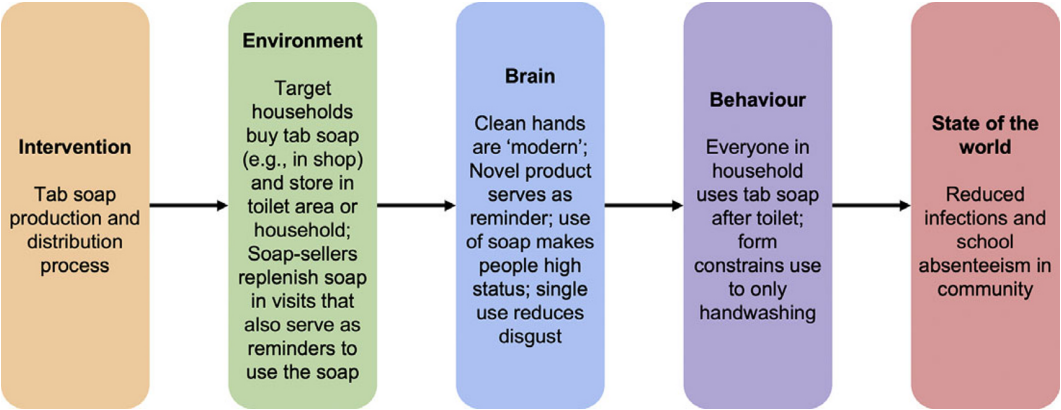 Intervention
Tab soap
production and
distribution
process
Environment
Target
households
buy tab soap
(e.g., in shop)
and store in
toilet area or
household;
Soap-sellers
replenish soap
in visits that
also serve as
reminders to
use the soap
Brain
Clean hands
are ‘modern’;
Novel product
serves as
reminder; use
of soap makes
people high
status; single
use reduces
disgust
Behaviour
Everyone in
household
uses tab soap
after toilet;
form
constrains use
to only
handwashing
State of the
world
Reduced
infections and
school
absenteeism in
community